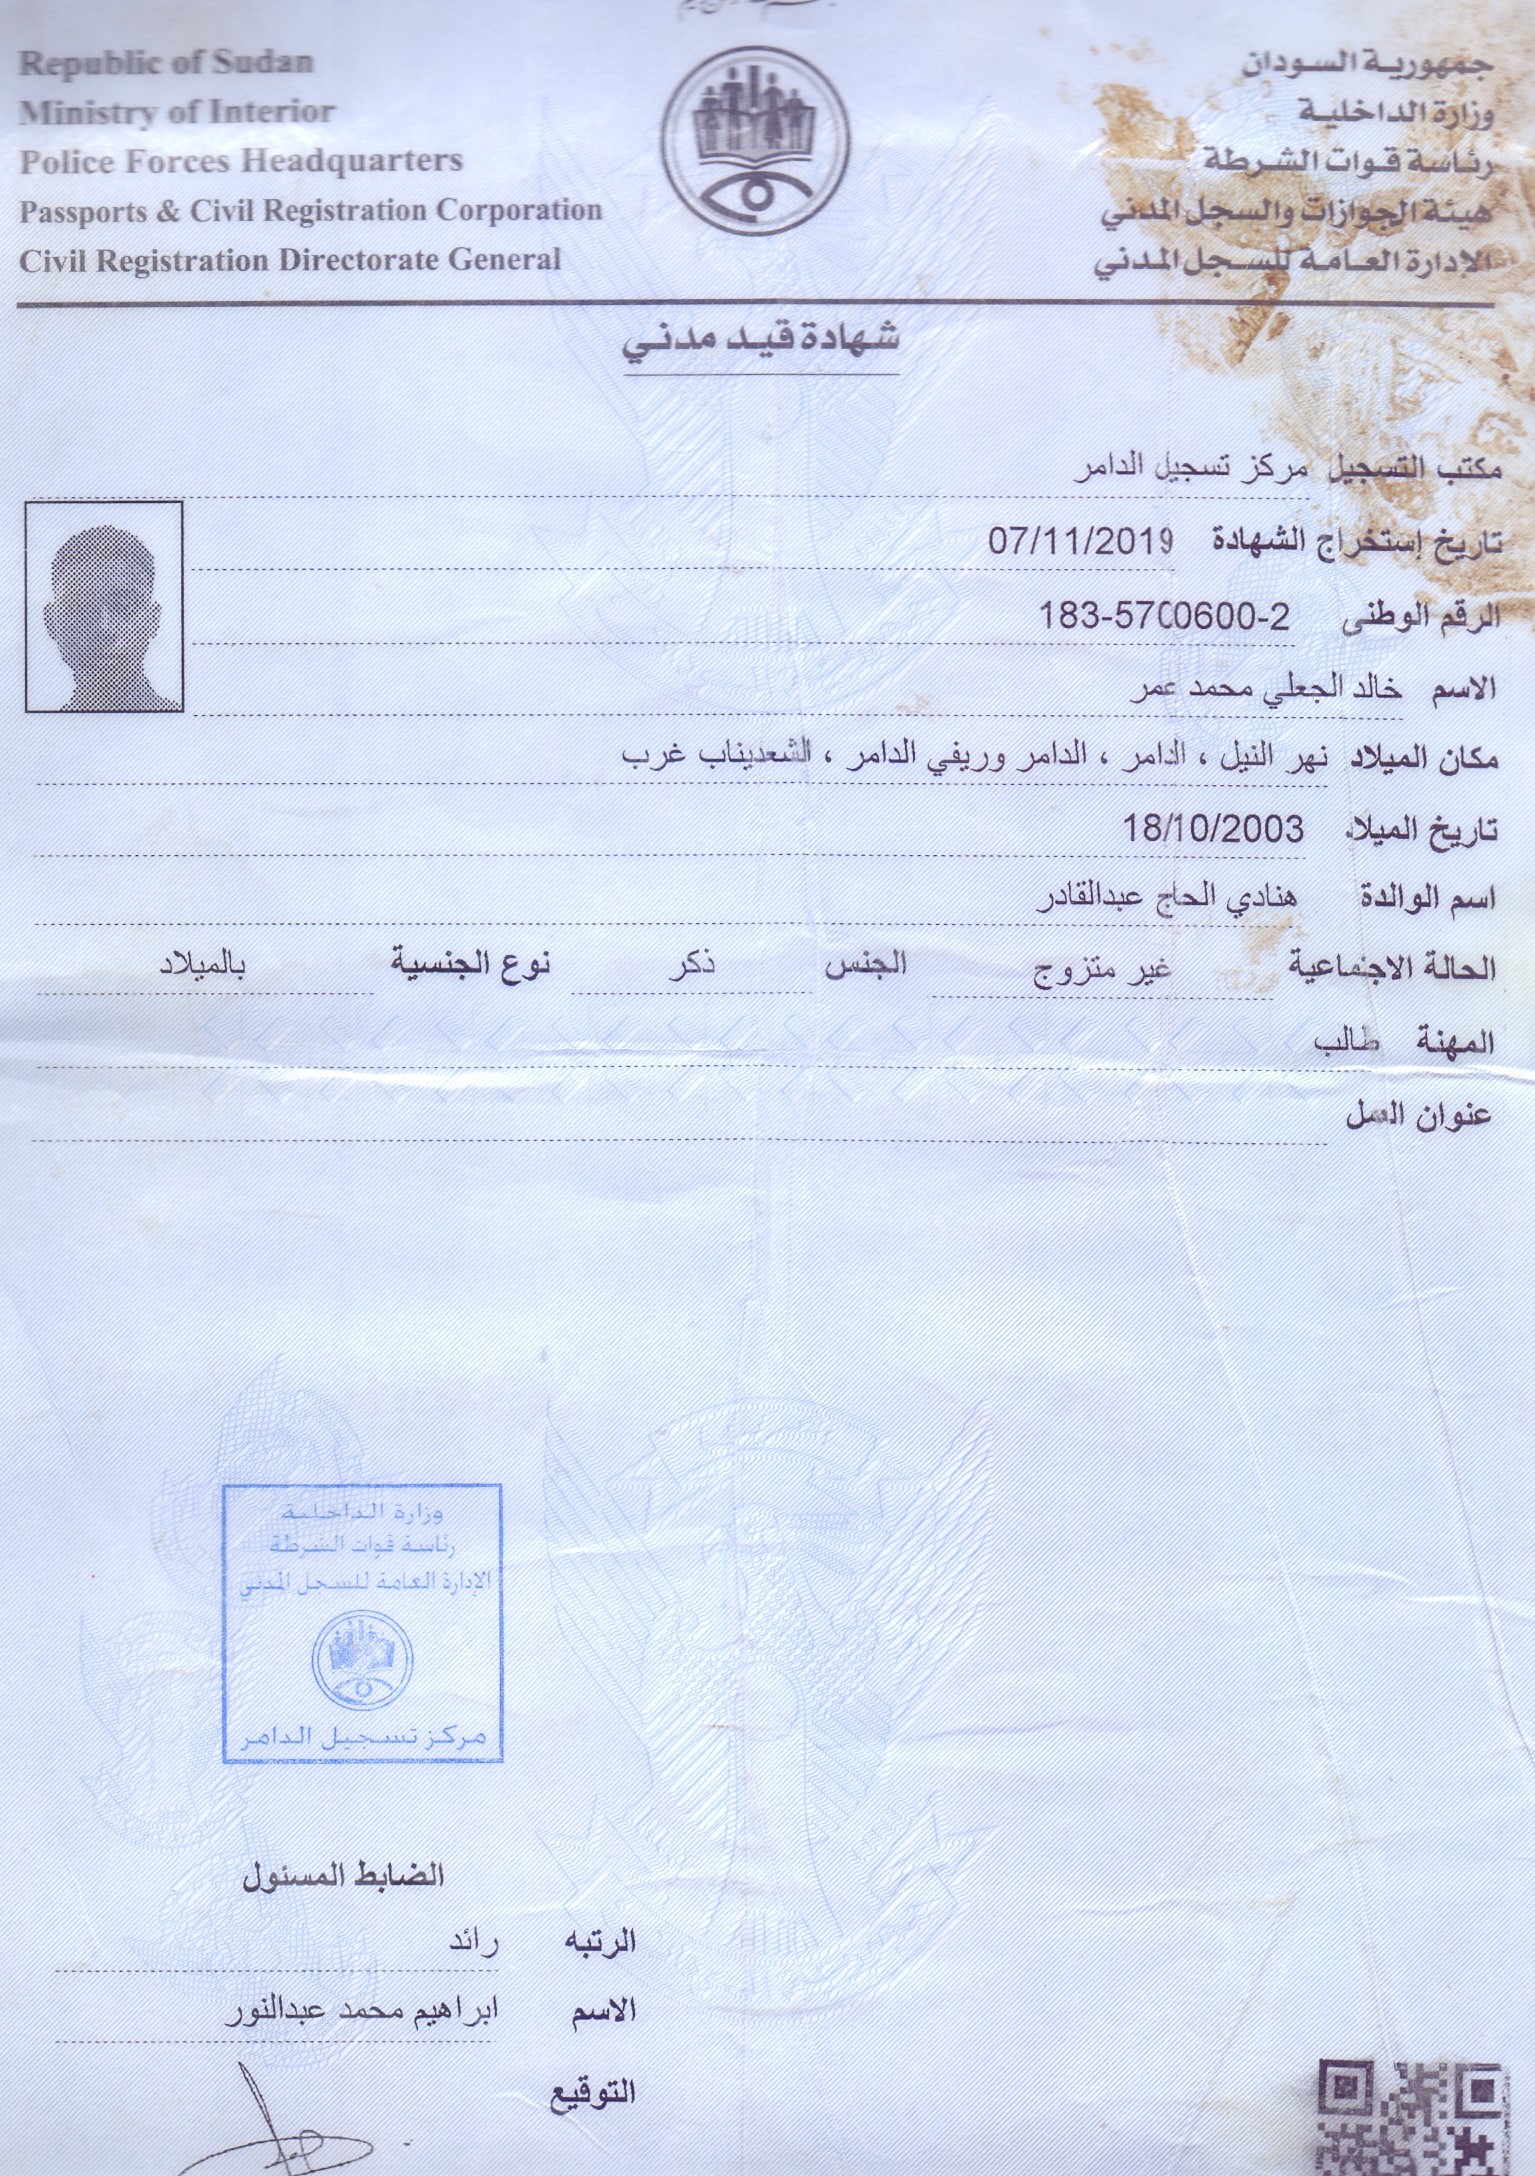 Republic of Sudan
Ministry of Interior
Police Forces Headquarters
Passports & Civil Registration Corporation
Civil Registration Directorate General
جمهورية السودان
وزارة الداخلية
رئاسة قوات الشرطة
هيئة الجوازات والسجل المدني
الإدارة العامة للسجل المدني
شهادة قيد مدني
مكتب التسجيل مركز تسجيل الدامر
تاريخ إستخراج الشهادة 07/11/2019
الرقم الوطنى 183-5700600-2
الاسم خالد الجعلي محمد عمر
مكان الميلاد نهر النيل ، الدامر ، الدامر وريفي الدامر ، الشعديناب غرب
تاريخ الميلاد 18/10/2003
اسم الوالدة هنادي الحاج عبدالقادر
الحالة الاجتماعية غير متزوج الجنس ذكر نوع الجنسية بالميلاد
المهنة طالب
عنوان العمل
وزارة الداخلية
رئاسة قوات الشرطة
الإدارة العامة للسجل المدني
مركز تسجيل الدامر
الضابط المسئول
الرتبه رائد
الاسم ابراهيم محمد عبدالنور
التوقيع